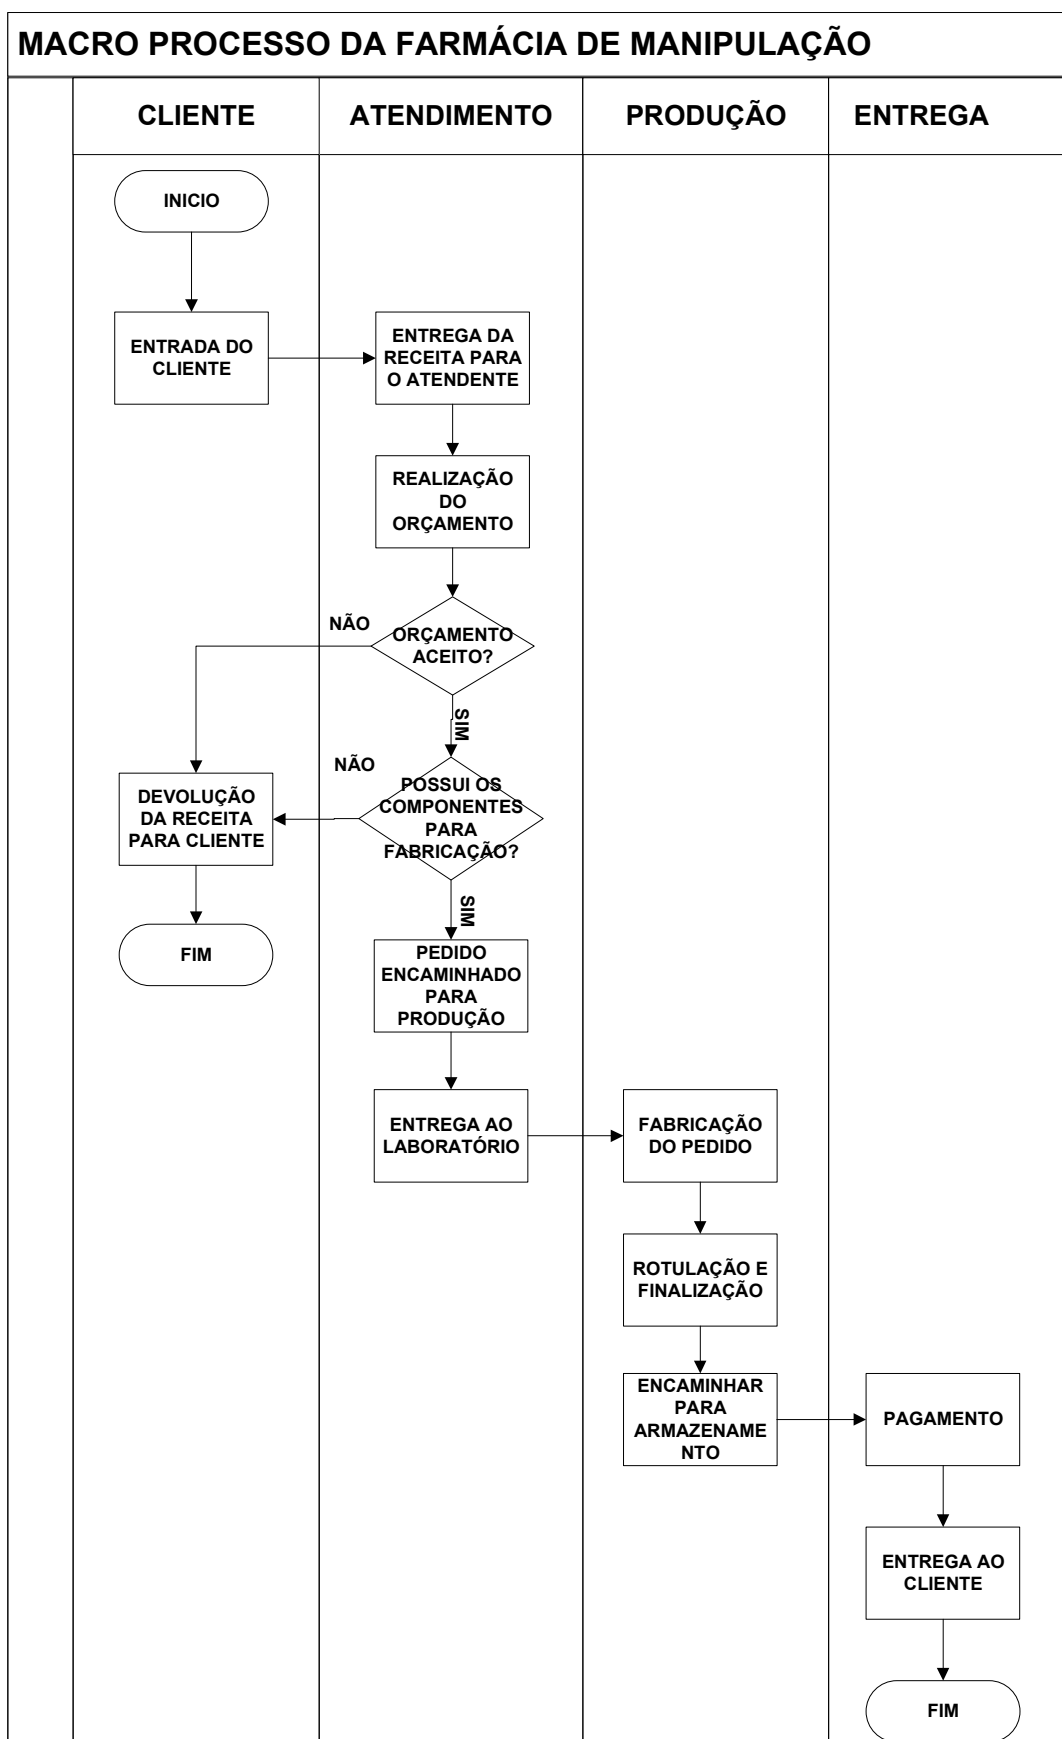 MACRO PROCESSO DA FARMÁCIA DE MANIPULAÇÃO
CLIENTE
ATENDIMENTO
PRODUÇÃO
ENTREGA
INICIO
ENTRADA DO
CLIENTE
ENTREGA DA
RECEITA PARA
O ATENDENTE
REALIZAÇÃO
DO
ORÇAMENTO
NÃO
ORÇAMENTO
ACEITO?
SIM
NÃO
POSSUI OS
COMPONENTES
PARA
FABRICAÇÃO?
DEVOLUÇÃO
DA RECEITA
PARA CLIENTE
SIM
FIM
PEDIDO
ENCAMINHADO
PARA
PRODUÇÃO
ENTREGA AO
LABORATÓRIO
FABRICAÇÃO
DO PEDIDO
ROTULAÇÃO E
FINALIZAÇÃO
ENCAMINHAR
PARA
ARMAZENAME
NTO
PAGAMENTO
ENTREGA AO
CLIENTE
FIM